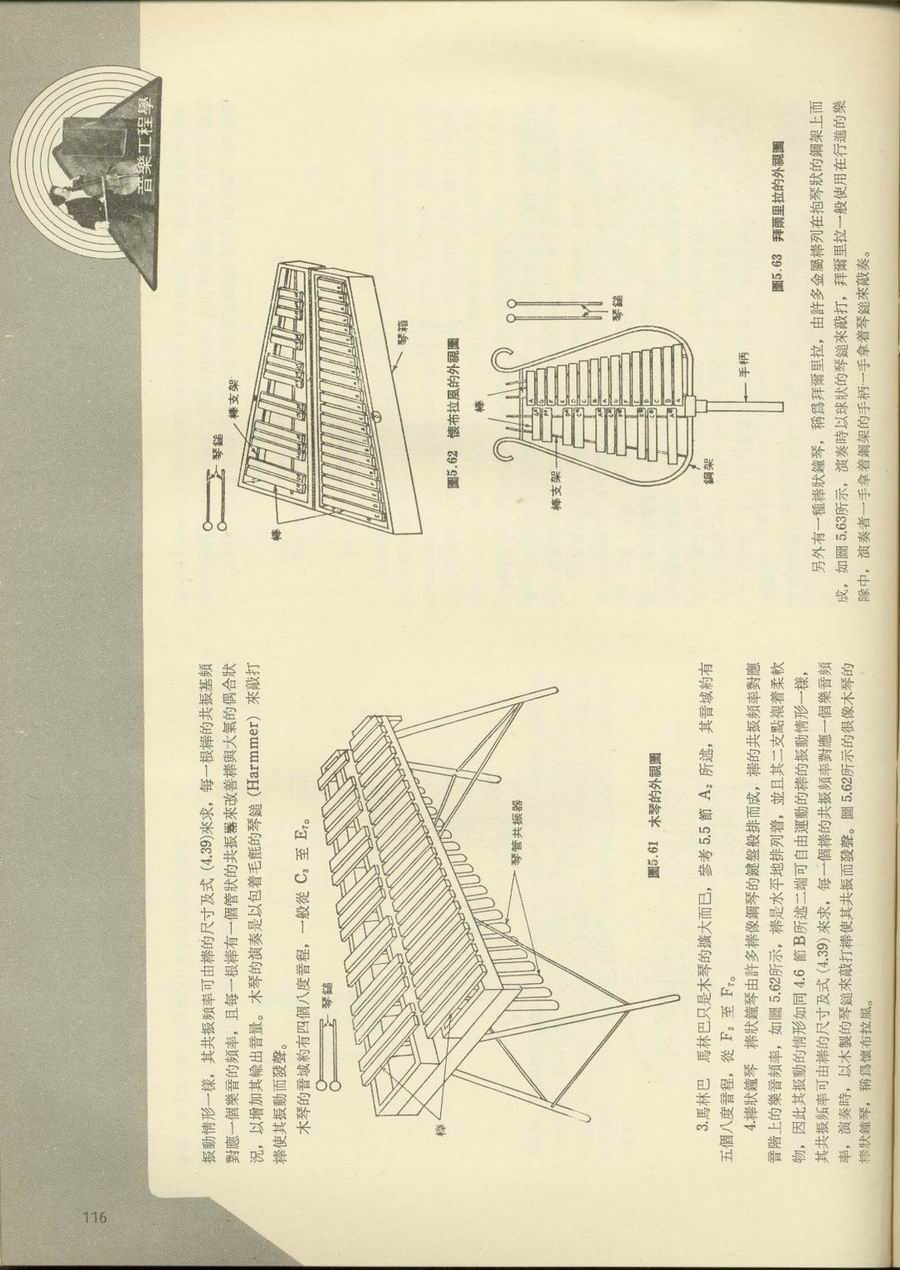 音樂工程學
振動情形一樣，其共振頻率可由棒的尺寸及式 (4.39)來求，每一根棒的共振基頻
對應一個樂音的頻率，且每一根棒有一個管狀的共振器來改善棒與大氣的偶合狀
況，以增加其輸出音量。木琴的演奏是以包着毛氈的琴鎚 (Harmmer) 來敲打
棒使其振動而發聲。
木琴的音域約有四個八度音程，一般從 C₃ 至 E₇。
琴鎚
棒
琴管共振器
圖5.61 木琴的外視圖
3.馬林巴 馬林巴只是木琴的擴大而已，參考 5.5 節 A₂ 所述，其音域約有
五個八度音程，從 F₂ 至 F₇。
4.棒狀鐘琴 棒狀鐘琴由許多棒像鋼琴的鍵盤般排而成，棒的共振頻率對應
音階上的樂音頻率，如圖 5.62所示，棒是水平地排列着，並且其二支點襯着柔軟
物，因此其振動的情形如同 4.6 節 B 所述二端可自由運動的棒的振動情形一樣，
其共振頻率可由棒的尺寸及式 (4.39) 來求，每一個棒的共振頻率對應一個樂音頻
率，演奏時，以木製的琴鎚來敲打棒使其共振而發聲。圖 5.62所示的很像木琴的
棒狀鐘琴，稱爲懷布拉風。
琴鎚
棒支架
棒
琴箱
圖5.62 懷布拉風的外視圖
棒
琴鎚
棒支架
鋼架
手柄
圖5.63 拜爾里拉的外視圖
另外有一種棒狀鐘琴，稱爲拜爾里拉，由許多金屬棒列在抱琴狀的鋼架上而
成，如圖 5.63所示，演奏時以球狀的琴鎚來敲打，拜爾里拉一般使用在行進的樂
隊中，演奏者一手拿着鋼架的手柄一手拿着琴鎚來敲奏。
116